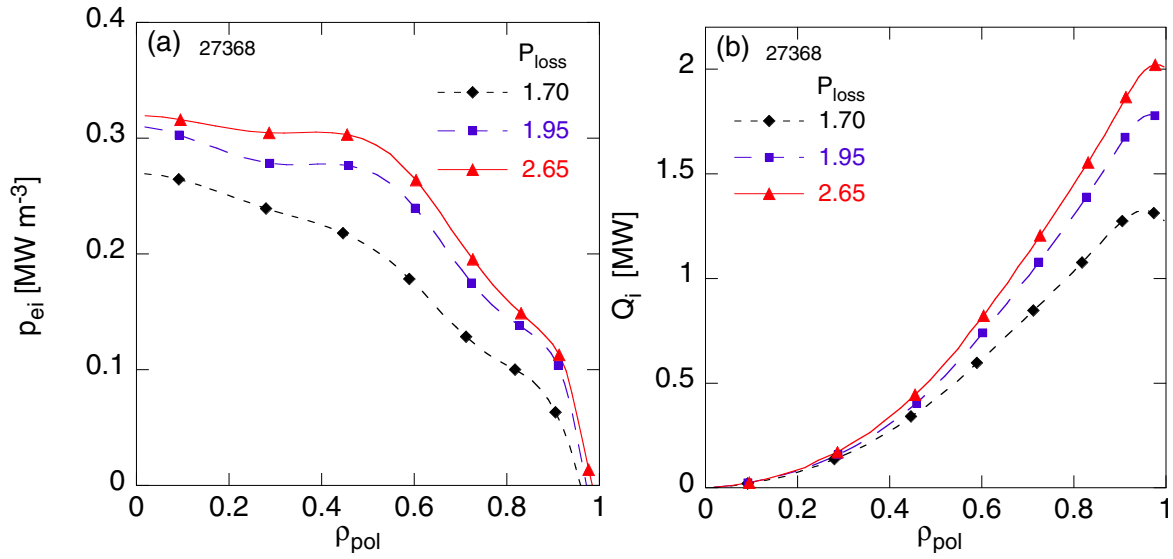 (a) 27368
P_loss
1.70
1.95
2.65
0.4
0.3
0.2
0.1
0
p_ei [MW m^-3]
0 0.2 0.4 0.6 0.8 1
ρ_pol
(b) 27368
P_loss
1.70
1.95
2.65
2
1.5
1
0.5
0
Q_i [MW]
0 0.2 0.4 0.6 0.8 1
ρ_pol